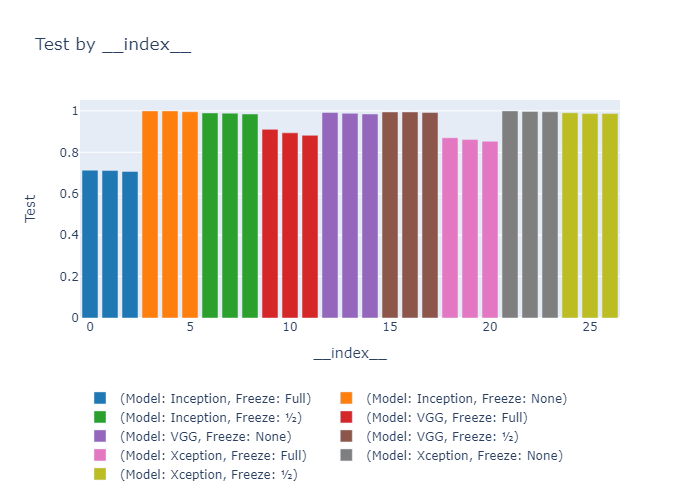 Test by __index__
1
0.8
0.6
0.4
0.2
0
Test
0 5 10 15 20 25
__index__
(Model: Inception, Freeze: Full) (Model: Inception, Freeze: None)
(Model: Inception, Freeze: ½) (Model: VGG, Freeze: Full)
(Model: VGG, Freeze: None) (Model: VGG, Freeze: ½)
(Model: Xception, Freeze: Full) (Model: Xception, Freeze: None)
(Model: Xception, Freeze: ½)